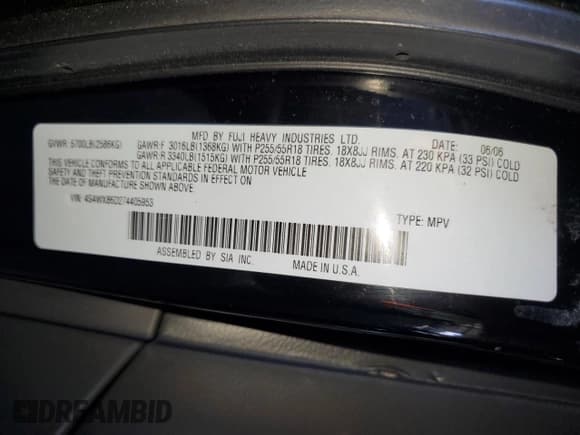 MFD BY FUJI HEAVY INDUSTRIES LTD. DATE: 06/06
GVWR: 5700LB(2586KG) GAWR:F 3016LB(1368KG) WITH P255/55R18 TIRES, 18X8JJ RIMS, AT 230 KPA (33 PSI) COLD
GAWR:R 3340LB(1515KG) WITH P255/55R18 TIRES, 18X8JJ RIMS, AT 220 KPA (32 PSI) COLD
THIS VEHICLE CONFORMS TO ALL APPLICABLE FEDERAL MOTOR VEHICLE
SAFETY AND THEFT PREVENTION STANDARDS IN EFFECT ON
THE DATE OF MANUFACTURE SHOWN ABOVE.
VIN: 4S4WX86C274405953 TYPE: MPV
ASSEMBLED BY SIA INC. MADE IN U.S.A.
DREAMBID